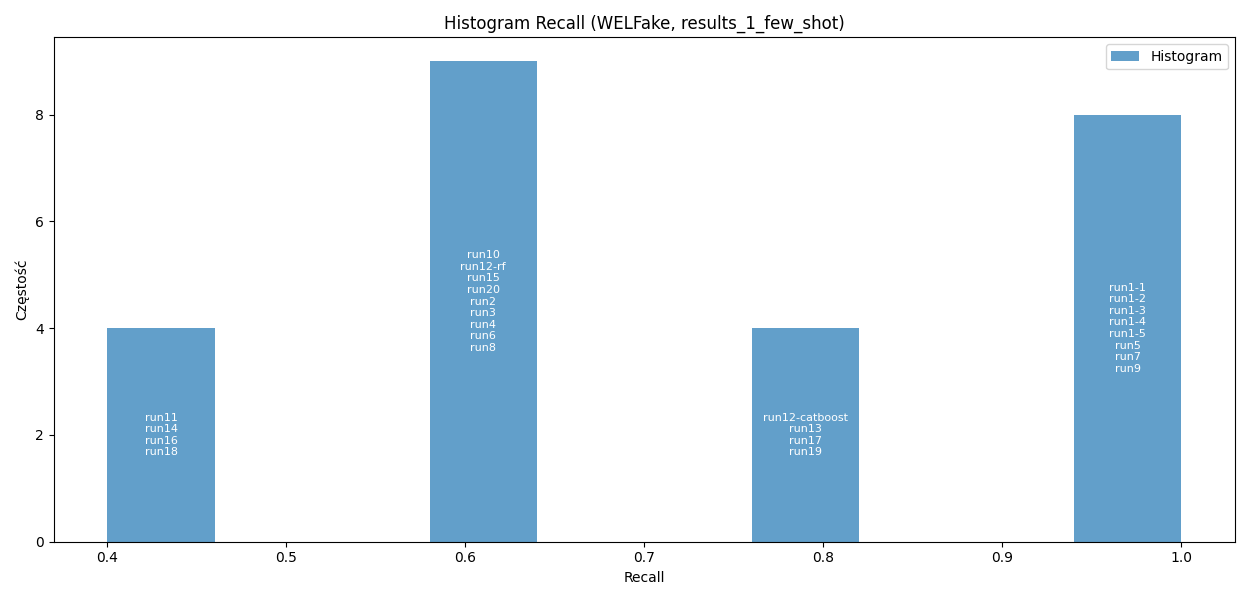 Histogram Recall (WELFake, results_1_few_shot)
Histogram
Częstość
8
6
4
2
0
run11
run14
run16
run18
run10
run12-rf
run15
run20
run2
run3
run4
run6
run8
run12-catboost
run13
run17
run19
run1-1
run1-2
run1-3
run1-4
run1-5
run5
run7
run9
0.4 0.5 0.6 0.7 0.8 0.9 1.0
Recall